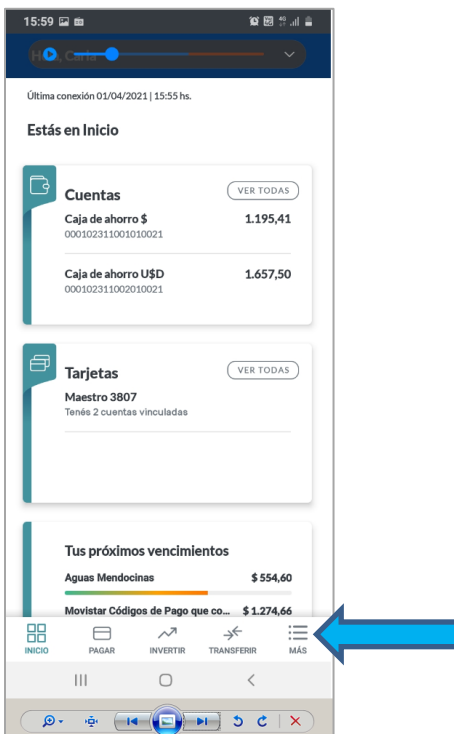 15:59
4G
Hola, Carla
Última conexión 01/04/2021 | 15:55 hs.
Estás en Inicio
Cuentas
VER TODAS
Caja de ahorro $ 1.195,41
000102311001010021
Caja de ahorro U$D 1.657,50
000102311002010021
Tarjetas
VER TODAS
Maestro 3807
Tenés 2 cuentas vinculadas
Tus próximos vencimientos
Aguas Mendocinas $ 554,60
Movistar Códigos de Pago que co... $ 1.274,66
INICIO PAGAR INVERTIR TRANSFERIR MÁS